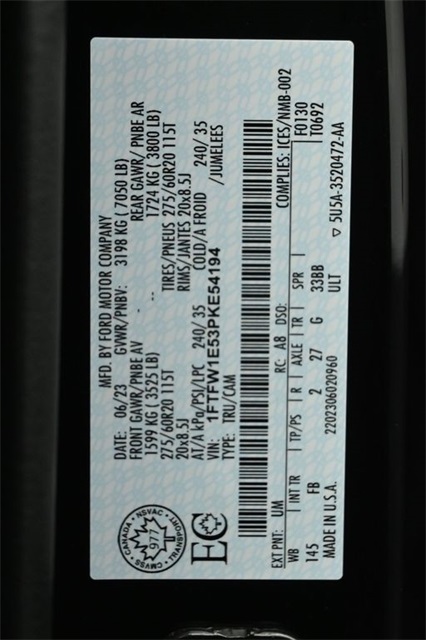 MFD. BY FORD MOTOR COMPANY
DATE: 06/23 GVWR/PNBV: 3198 KG ( 7050 LB)
FRONT GAWR/ PNBE AV - REAR GAWR/ PNBE AR
1599 KG ( 3525 LB) -- 1724 KG ( 3800 LB)
275/60R20 115T TIRES/PNEUS 275/60R20 115T
20x8.5J RIMS/JANTES 20x8.5J
AT/A kPa/PSI/LPC 240/ 35 COLD/A FROID 240/ 35
VIN: 1FTFW1E53PKE54194 /JUMELEES
TYPE: TRU/CAM
CANADA NSVAC TRANSPORT CMVSS
977
EC
COMPLIES: ICES/NMB-002
EXT PNT: UM RC: A8 DSO: F0130
WB INT TR TP/PS R AXLE TR SPR T0692
145 FB 2 27 G 33BB
MADE IN U.S.A. 2202306020960 ULT ▽ 5U5A-3520472-AA